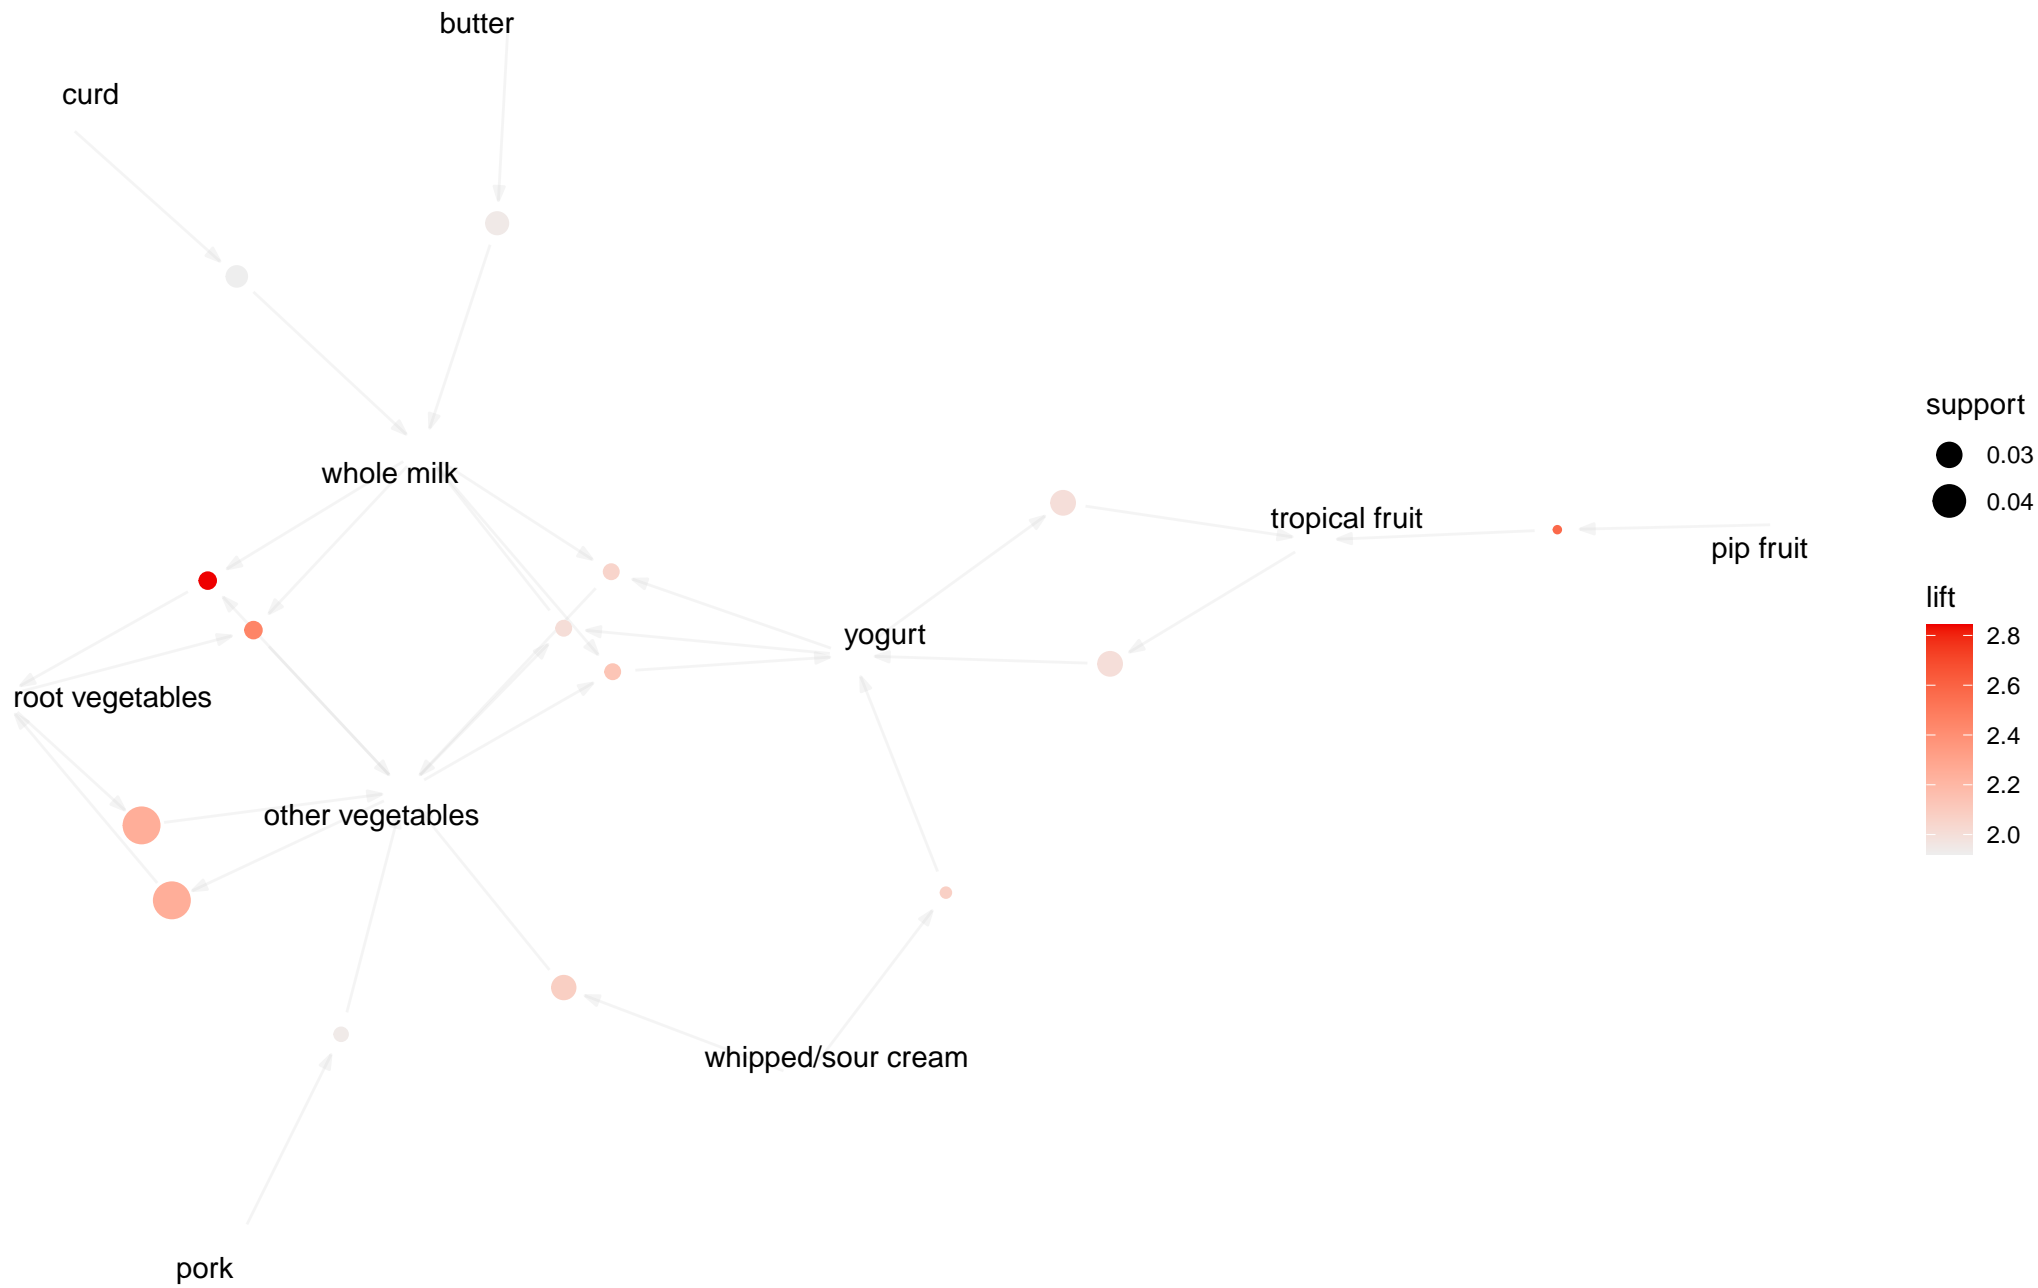 butter
curd
support
0.03
whole milk
0.04
tropical fruit
pip fruit
lift
yogurt
2.8
2.6
root vegetables
2.4
2.2
other vegetables
2.0
whipped/sour cream
pork